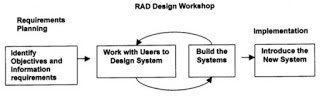 RAD Design Workshop
Requirements
Planning
Implementation
Identify
Objectives and
Information
requirements
Work with Users to
Design System
Build the
Systems
Introduce the
New System